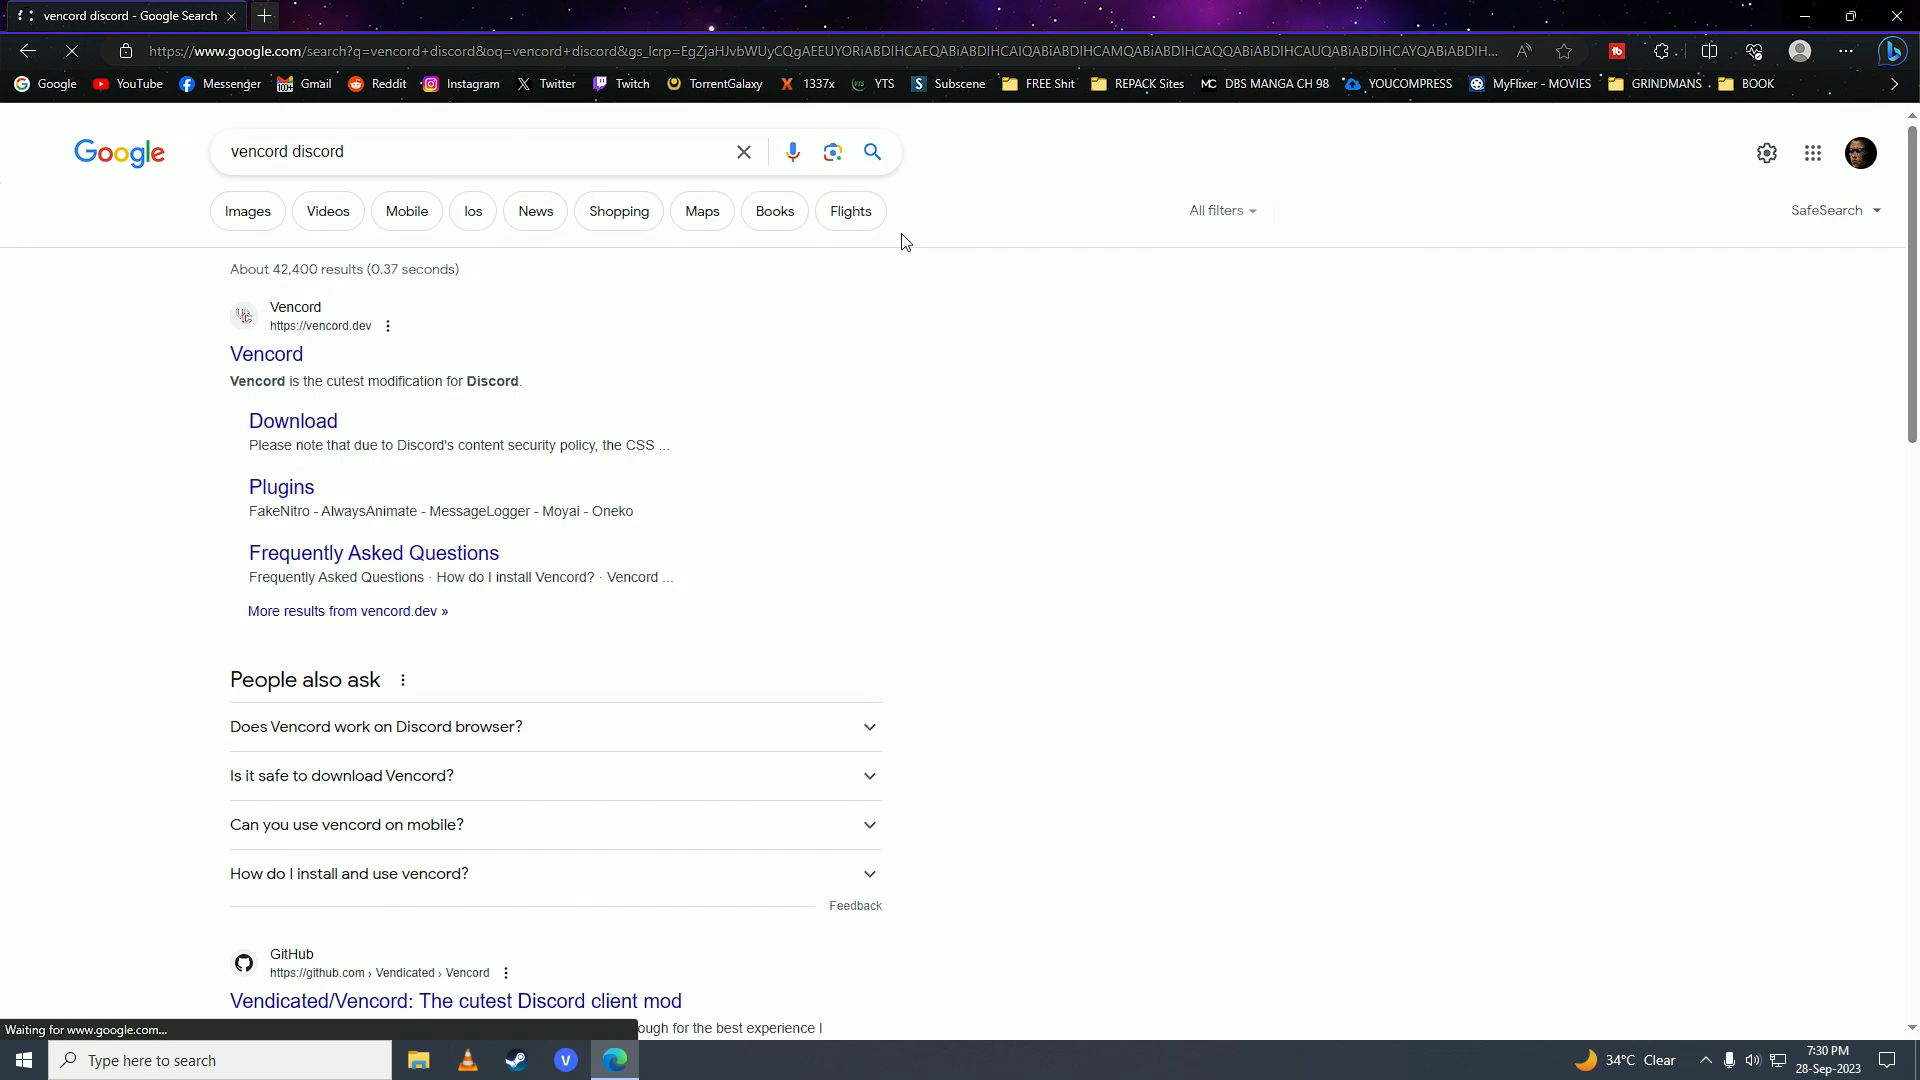 vencord discord - Google Search
https://www.google.com/search?q=vencord+discord&oq=vencord+discord&gs_lcrp=EgZjaHJvbWUyCQgAEEUYORiABDIHCAEQABiABDIHCAIQABiABDIHCAMQABiABDIHCAQQABiABDIHCAUQABiABDIHCAYQABiABDIH...
Google YouTube Messenger Gmail Reddit Instagram Twitter Twitch TorrentGalaxy 1337x YTS Subscene FREE Shit REPACK Sites DBS MANGA CH 98 YOUCOMPRESS MyFlixer - MOVIES GRINDMANS BOOK
Google
vencord discord
Images Videos Mobile Ios News Shopping Maps Books Flights All filters SafeSearch
About 42,400 results (0.37 seconds)
Vencord
https://vencord.dev
Vencord
Vencord is the cutest modification for Discord.
Download
Please note that due to Discord's content security policy, the CSS ...
Plugins
FakeNitro - AlwaysAnimate - MessageLogger - Moyai - Oneko
Frequently Asked Questions
Frequently Asked Questions · How do I install Vencord? · Vencord ...
More results from vencord.dev »
People also ask
Does Vencord work on Discord browser?
Is it safe to download Vencord?
Can you use vencord on mobile?
How do I install and use vencord?
Feedback
GitHub
https://github.com › Vendicated › Vencord
Vendicated/Vencord: The cutest Discord client mod
ough for the best experience I
Waiting for www.google.com...
Type here to search
34°C Clear
7:30 PM
28-Sep-2023